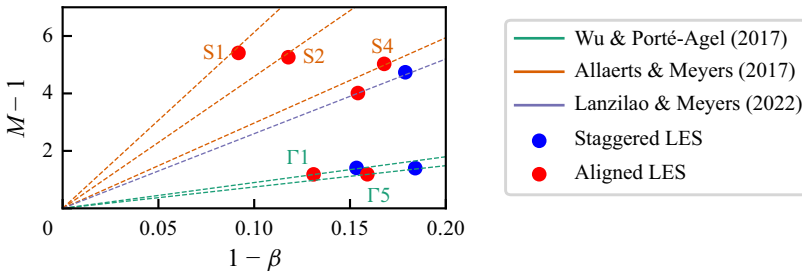 6
4
2
0
M − 1
S1
S2
S4
Γ1
Γ5
0.05
0.10
0.15
0.20
1 − β
Wu & Porté-Agel (2017)
Allaerts & Meyers (2017)
Lanzilao & Meyers (2022)
Staggered LES
Aligned LES